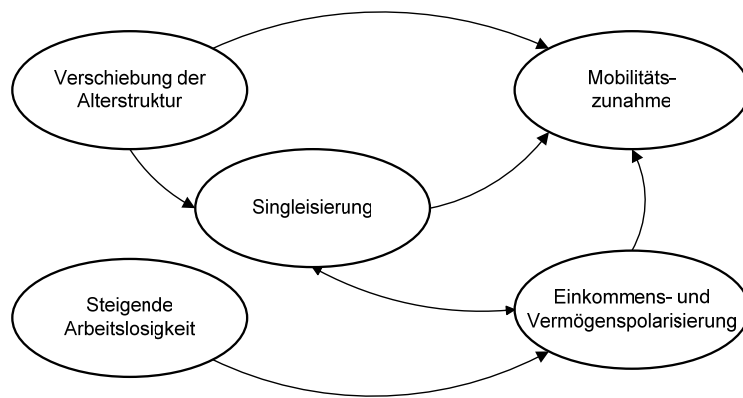 Verschiebung der
Alterstruktur
Mobilitäts-
zunahme
Singleisierung
Steigende
Arbeitslosigkeit
Einkommens- und
Vermögenspolarisierung